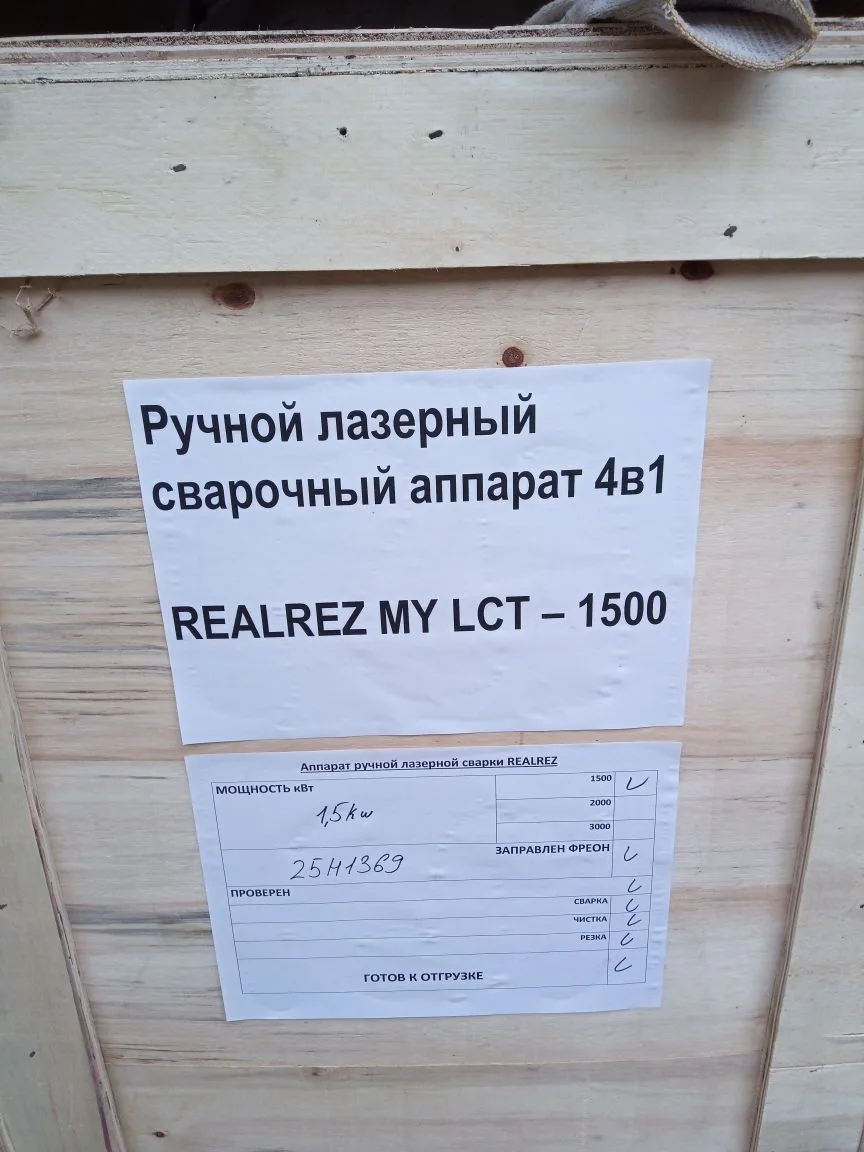 Ручной лазерный
сварочный аппарат 4в1
REALREZ MY LCT – 1500
Аппарат ручной лазерной сварки REALREZ
МОЩНОСТЬ кВт
1,5kw
1500
2000
3000
25H1369
ЗАПРАВЛЕН ФРЕОН
ПРОВЕРЕН
СВАРКА
ЧИСТКА
РЕЗКА
ГОТОВ К ОТГРУЗКЕ